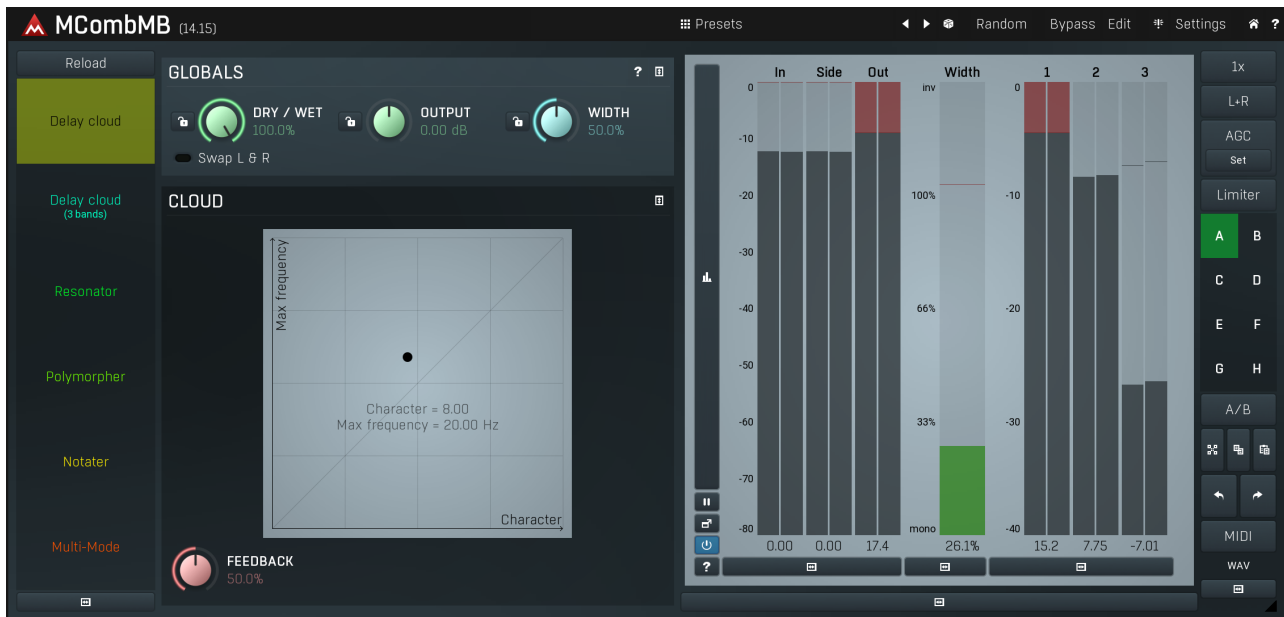 MCombMB (14.15)
Presets
Random
Bypass
Edit
Settings
?
Reload
Delay cloud
Delay cloud
(3 bands)
Resonator
Polymorpher
Notater
Multi-Mode
GLOBALS
?
DRY / WET
100.0%
OUTPUT
0.00 dB
WIDTH
50.0%
Swap L & R
CLOUD
Max frequency
Character = 8.00
Max frequency = 20.00 Hz
Character
FEEDBACK
50.0%
In Side Out Width 1 2 3
0
-10
-20
-30
-40
-50
-60
-70
-80
inv
100%
66%
33%
mono
0
-10
-20
-30
-40
0.00 0.00 17.4 26.1% 15.2 7.75 -7.01
?
1x
L+R
AGC
Set
Limiter
A B
C D
E F
G H
A/B
MIDI
WAV